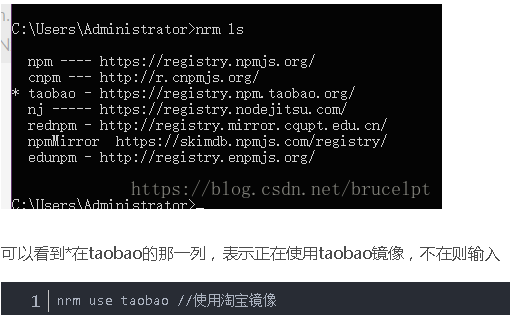 C:\Users\Administrator>nrm ls
npm ---- https://registry.npmjs.org/
cnpm --- http://r.cnpmjs.org/
* taobao - https://registry.npm.taobao.org/
nj ----- https://registry.nodejitsu.com/
rednpm - http://registry.mirror.cqupt.edu.cn/
npmMirror  https://skimdb.npmjs.com/registry/
edunpm - http://registry.enpmjs.org/
https://blog.csdn.net/brucelpt
C:\Users\Administrator>_
可以看到*在taobao的那一列，表示正在使用taobao镜像，不在则输入
1 nrm use taobao //使用淘宝镜像